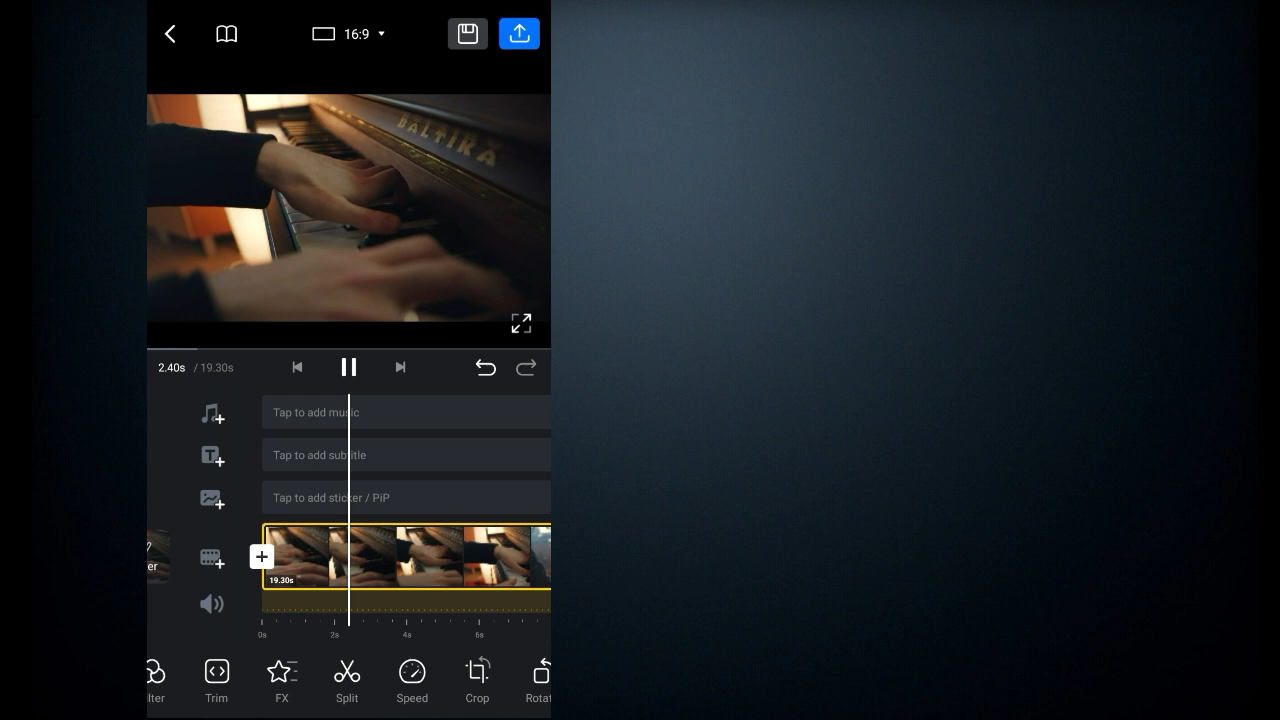 16:9
BALTIKA
2.40s / 19.30s
Tap to add music
Tap to add subtitle
Tap to add sticker / PiP
er
19.30s
0s 2s 4s 6s
lter Trim FX Split Speed Crop Rotat